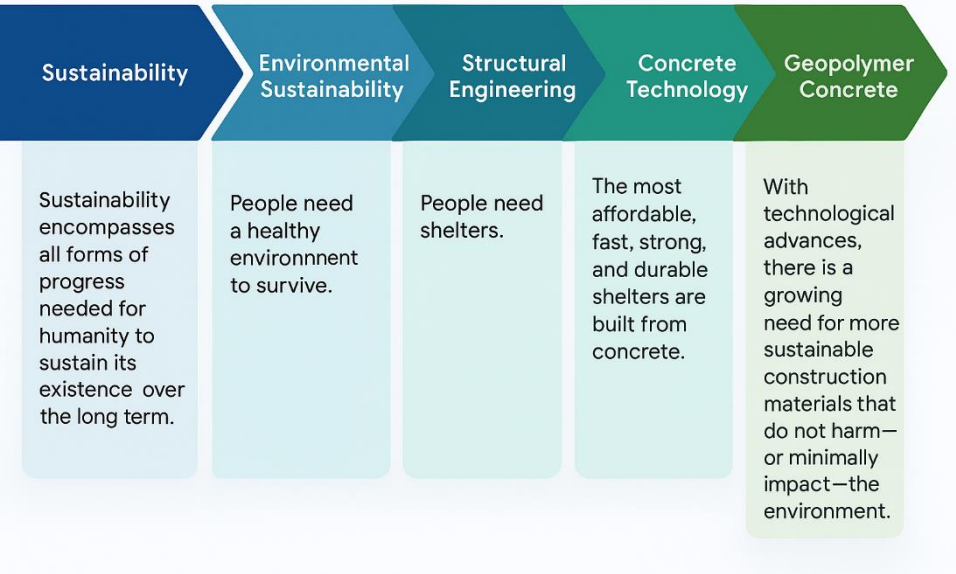 Sustainability
Environmental
Sustainability
Structural
Engineering
Concrete
Technology
Geopolymer
Concrete
Sustainability
encompasses
all forms of
progress
needed for
humanity to
sustain its
existence over
the long term.
People need
a healthy
environnnent
to survive.
People need
shelters.
The most
affordable,
fast, strong,
and durable
shelters are
built from
concrete.
With
technological
advances,
there is a
growing
need for more
sustainable
construction
materials that
do not harm—
or minimally
impact—the
environment.